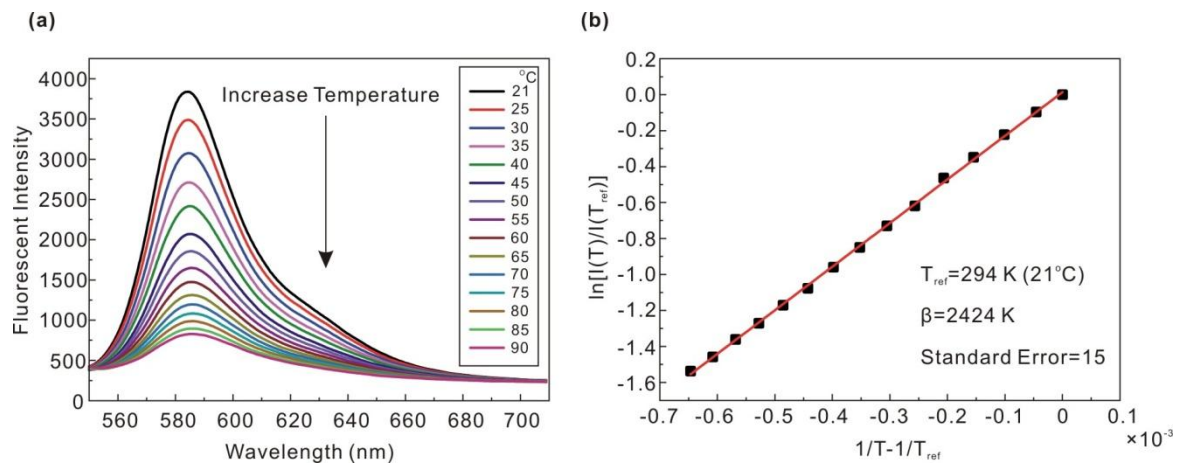 (a)
4000
3500
3000
2500
2000
1500
1000
500
0
Fluorescent Intensity
560 580 600 620 640 660 680 700
Wavelength (nm)
Increase Temperature
°C
21
25
30
35
40
45
50
55
60
65
70
75
80
85
90
(b)
0.2
0.0
-0.2
-0.4
-0.6
-0.8
-1.0
-1.2
-1.4
-1.6
ln[I(T)/I(Tref)]
Tref=294 K (21°C)
β=2424 K
Standard Error=15
-0.7 -0.6 -0.5 -0.4 -0.3 -0.2 -0.1 0 0.1
×10-3
1/T-1/Tref